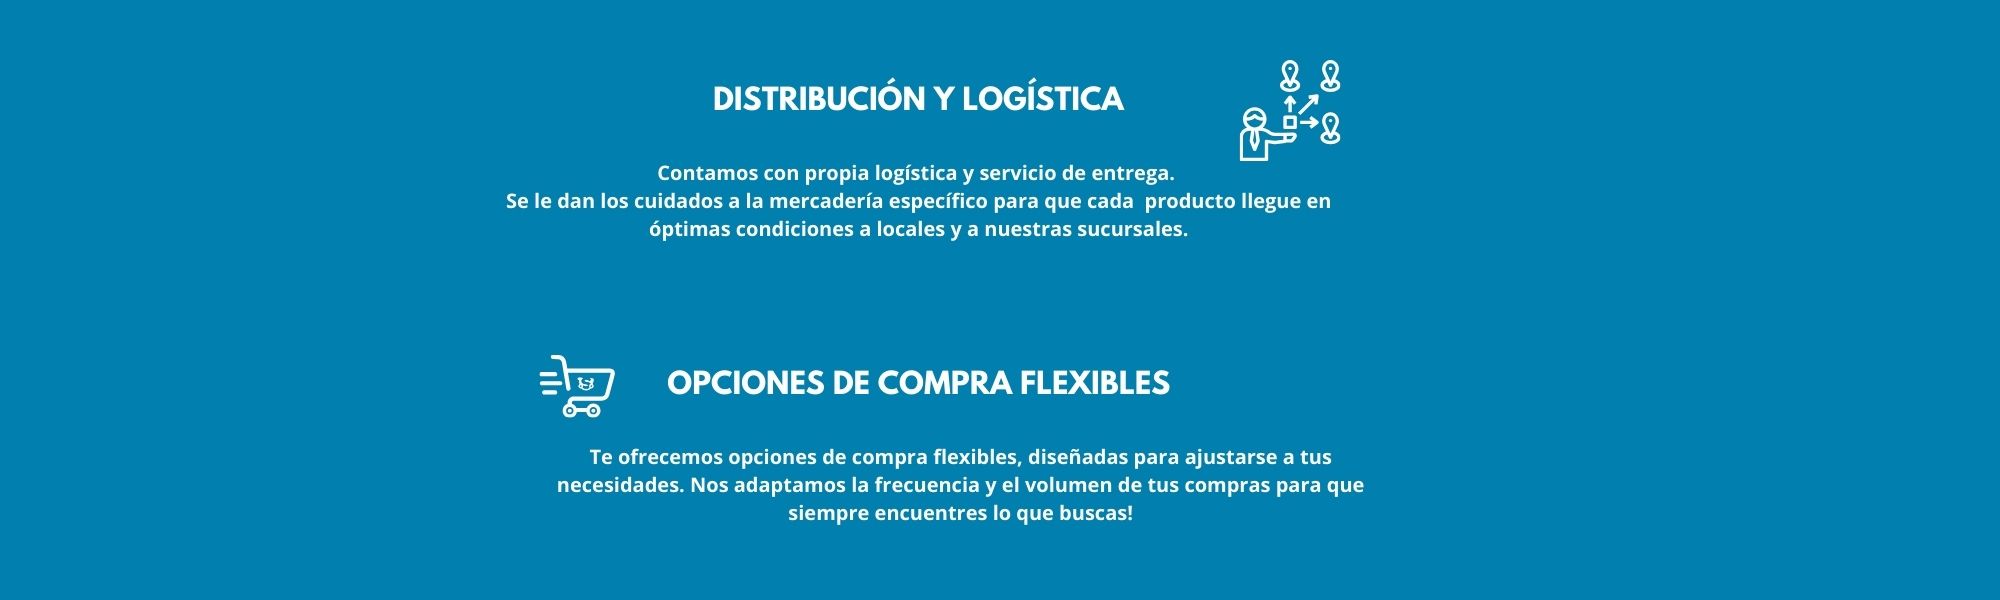 DISTRIBUCIÓN Y LOGÍSTICA
Contamos con propia logística y servicio de entrega.
Se le dan los cuidados a la mercadería específico para que cada  producto llegue en
óptimas condiciones a locales y a nuestras sucursales.
OPCIONES DE COMPRA FLEXIBLES
Te ofrecemos opciones de compra flexibles, diseñadas para ajustarse a tus
necesidades. Nos adaptamos la frecuencia y el volumen de tus compras para que
siempre encuentres lo que buscas!